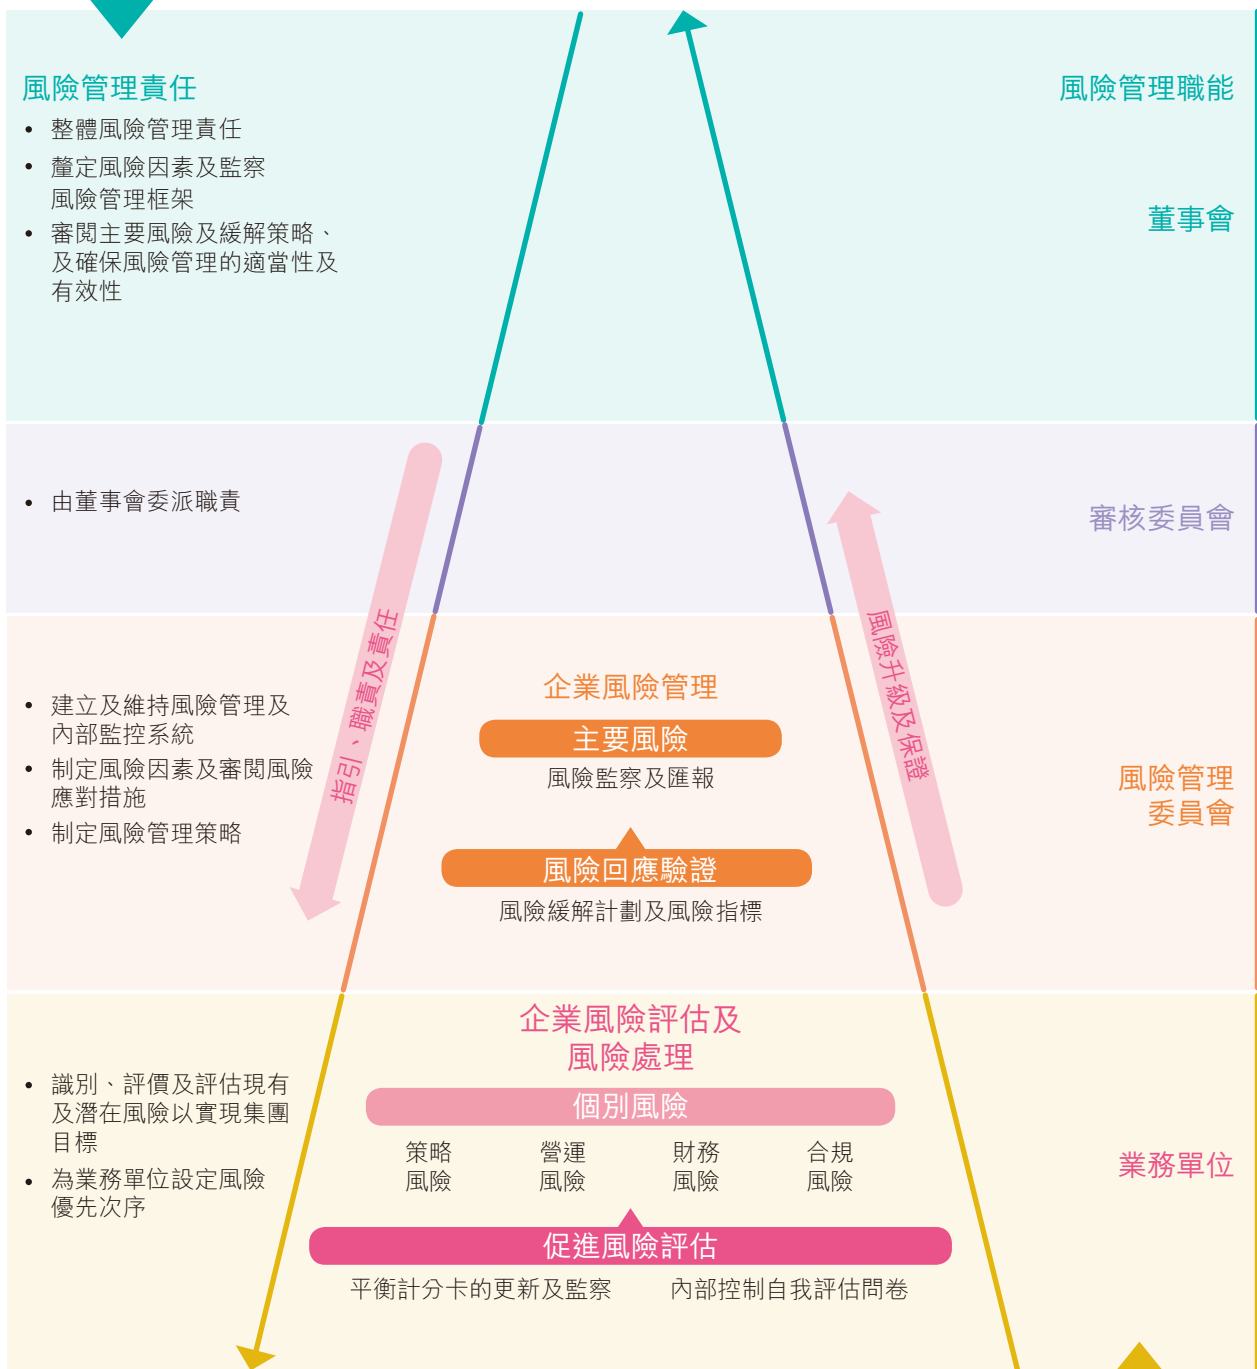 風險管理責任
• 整體風險管理責任
• 釐定風險因素及監察
風險管理框架
• 審閱主要風險及緩解策略、
及確保風險管理的適當性及
有效性
風險管理職能
董事會
• 由董事會委派職責
審核委員會
指引、職責及責任
風險升級及保證
• 建立及維持風險管理及
內部監控系統
• 制定風險因素及審閱風險
應對措施
• 制定風險管理策略
企業風險管理
主要風險
風險監察及匯報
風險回應驗證
風險緩解計劃及風險指標
風險管理
委員會
• 識別、評價及評估現有
及潛在風險以實現集團
目標
• 為業務單位設定風險
優先次序
企業風險評估及
風險處理
個別風險
策略
風險
營運
風險
財務
風險
合規
風險
促進風險評估
平衡計分卡的更新及監察
內部控制自我評估問卷
業務單位